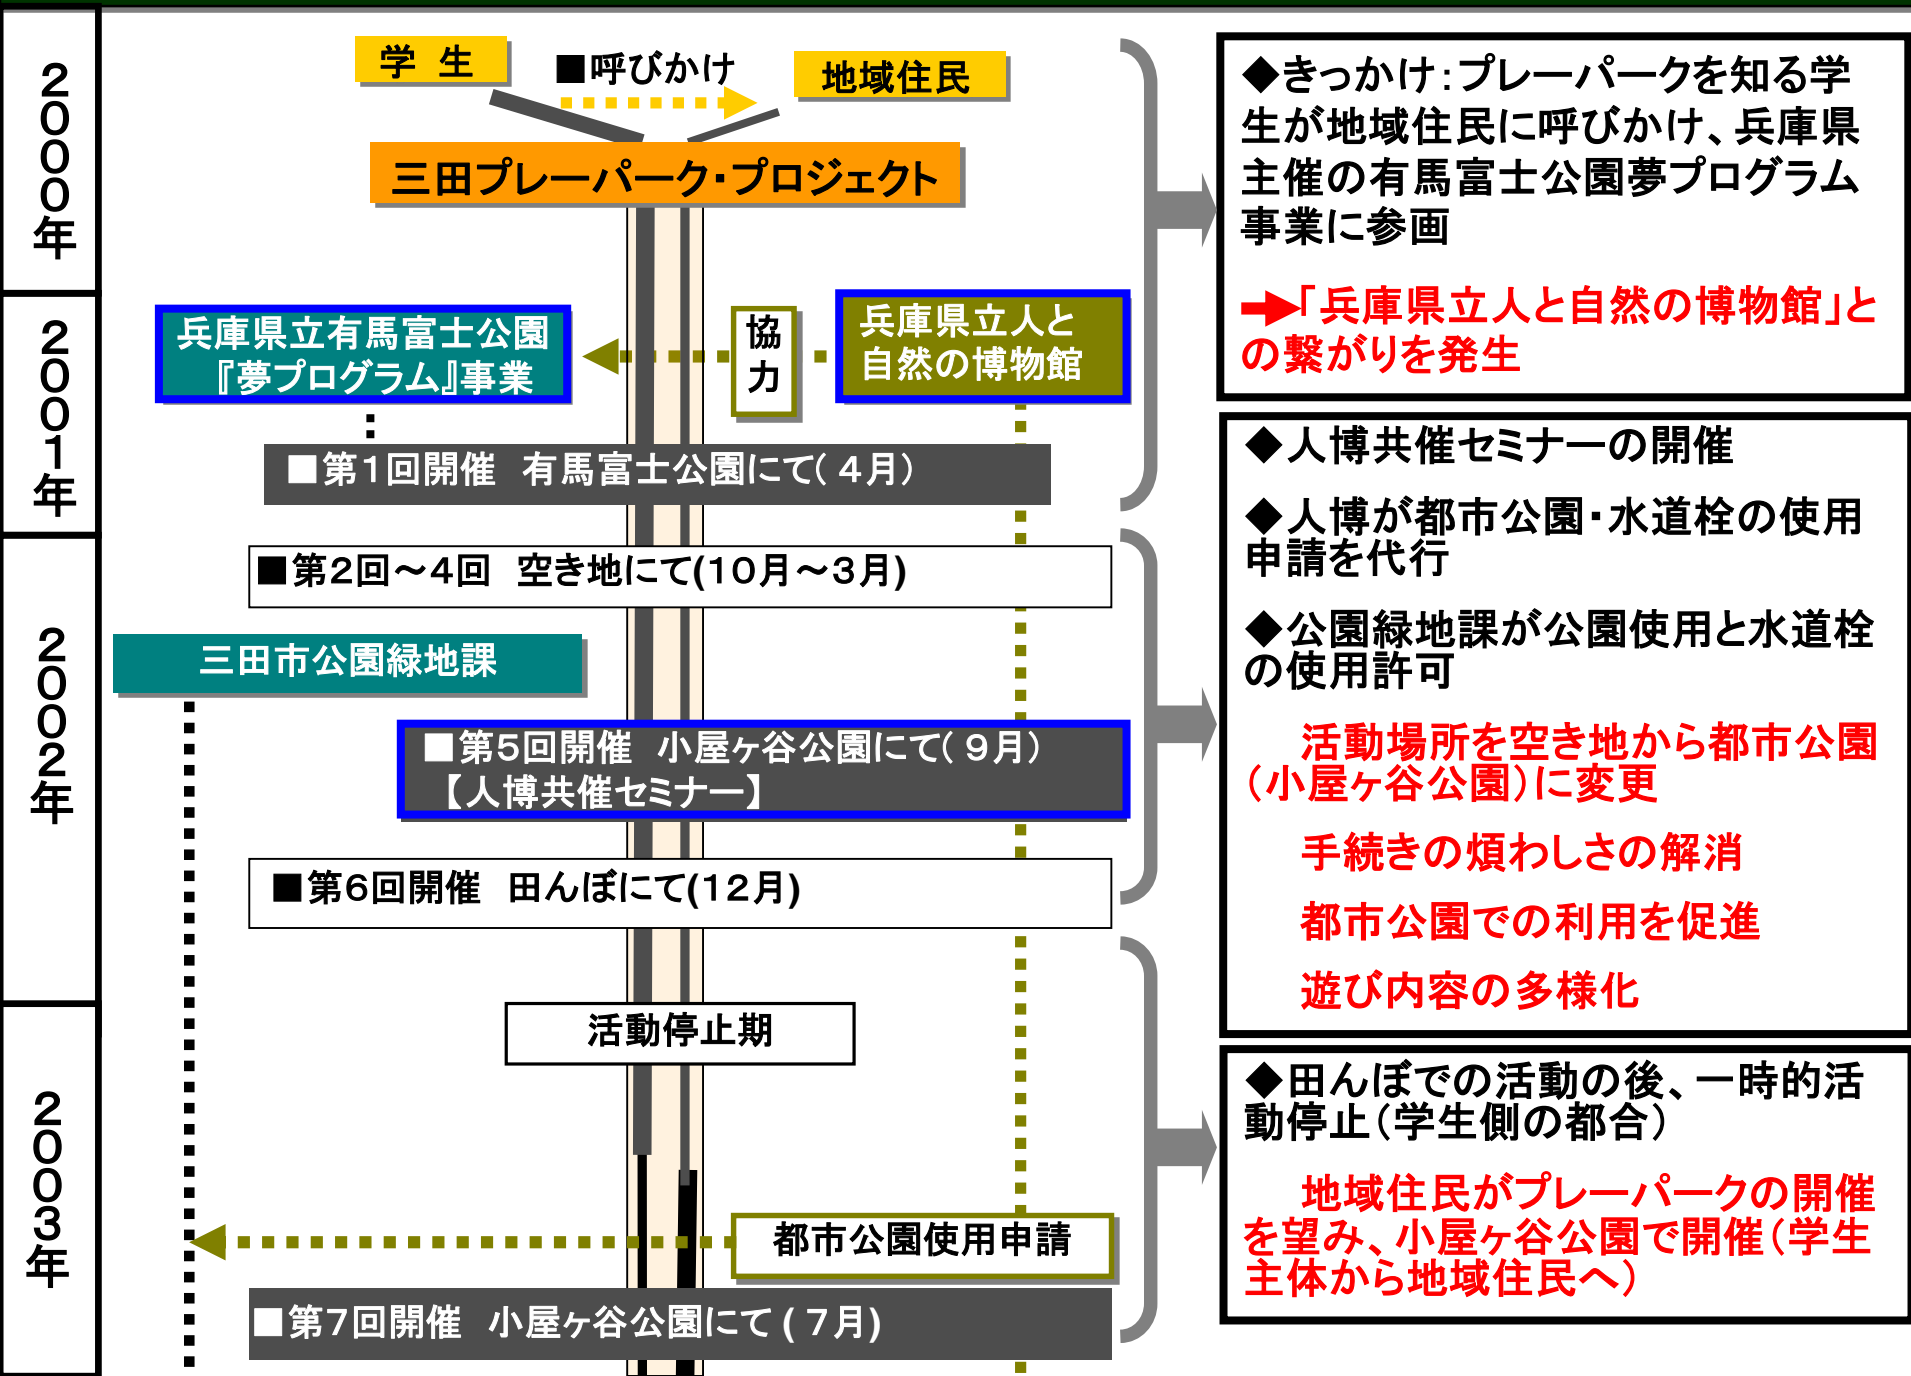 2000年
学 生
■呼びかけ
地域住民
三田プレーパーク・プロジェクト
2001年
兵庫県立有馬富士公園
『夢プログラム』事業
協力
兵庫県立人と
自然の博物館
■第1回開催　有馬富士公園にて(4月)
2002年
■第2回～4回　空き地にて(10月～3月)
三田市公園緑地課
■第5回開催　小屋ヶ谷公園にて(9月)
【人博共催セミナー】
■第6回開催　田んぼにて(12月)
2003年
活動停止期
都市公園使用申請
■第7回開催　小屋ヶ谷公園にて(7月)
◆きっかけ：プレーパークを知る学
生が地域住民に呼びかけ、兵庫県
主催の有馬富士公園夢プログラム
事業に参画
➡「兵庫県立人と自然の博物館」と
の繋がりを発生
◆人博共催セミナーの開催
◆人博が都市公園・水道栓の使用
申請を代行
◆公園緑地課が公園使用と水道栓
の使用許可
活動場所を空き地から都市公園
(小屋ヶ谷公園)に変更
手続きの煩わしさの解消
都市公園での利用を促進
遊び内容の多様化
◆田んぼでの活動の後、一時的活
動停止(学生側の都合)
地域住民がプレーパークの開催
を望み、小屋ヶ谷公園で開催(学生
主体から地域住民へ)